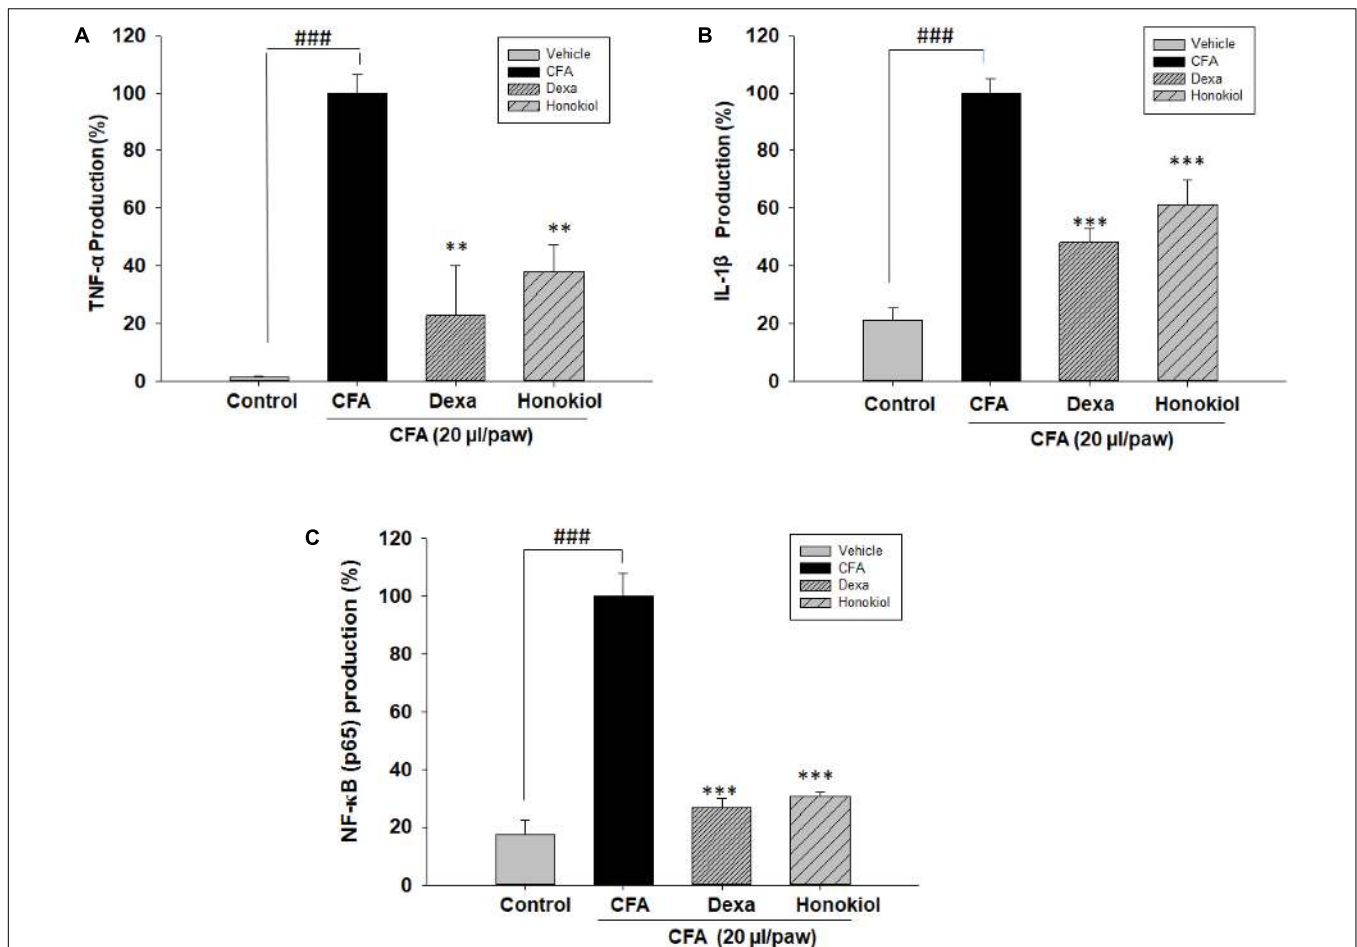 A
TNF-α Production (%)
120
100
80
60
40
20
0
###
**
**
Vehicle
CFA
Dexa
Honokiol
Control CFA Dexa Honokiol
CFA (20 µl/paw)
B
IL-1β Production (%)
120
100
80
60
40
20
0
###
***
***
Vehicle
CFA
Dexa
Honokiol
Control CFA Dexa Honokiol
CFA (20 µl/paw)
C
NF-κB (p65) production (%)
120
100
80
60
40
20
0
###
***
***
Vehicle
CFA
Dexa
Honokiol
Control CFA Dexa Honokiol
CFA (20 µl/paw)